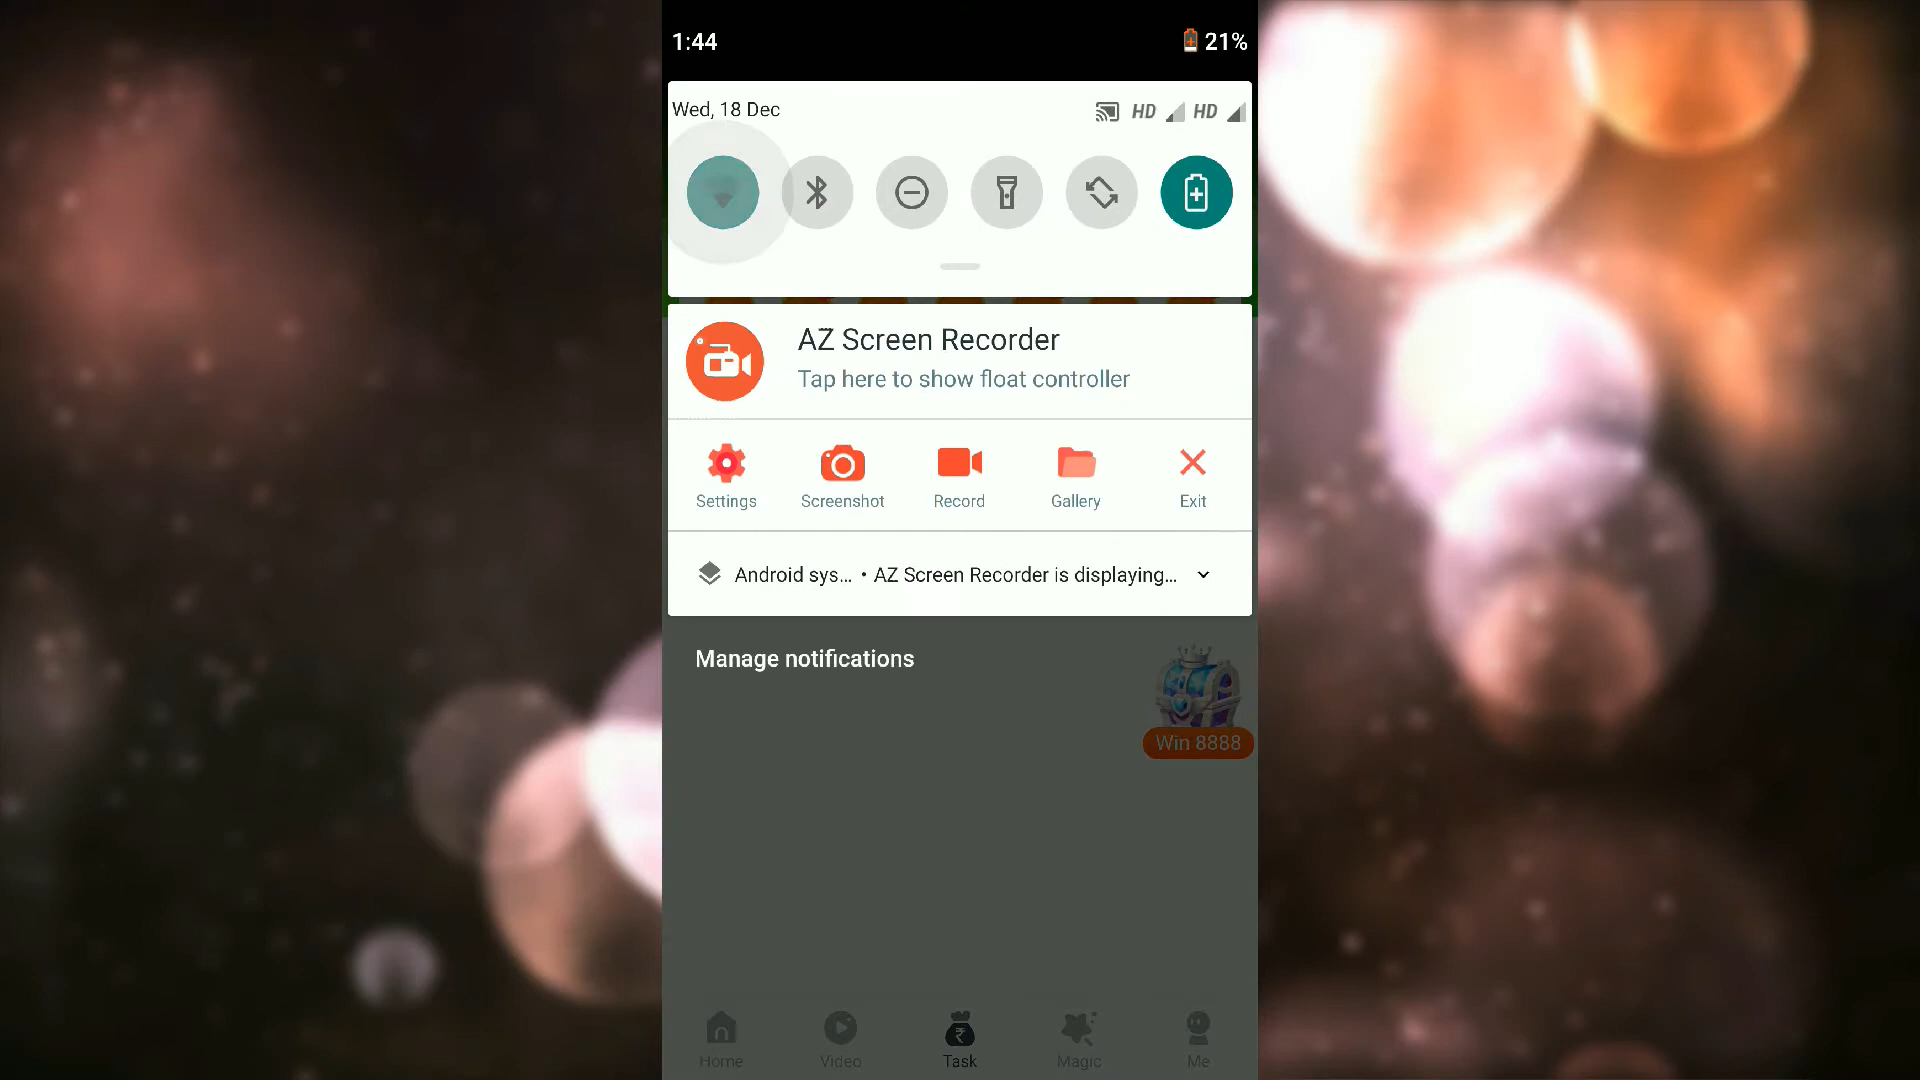 1:44
21%
Wed, 18 Dec
HD HD
AZ Screen Recorder
Tap here to show float controller
Settings
Screenshot
Record
Gallery
Exit
Android sys... • AZ Screen Recorder is displaying...
Manage notifications
Win 8888
Home
Video
Task
Magic
Me